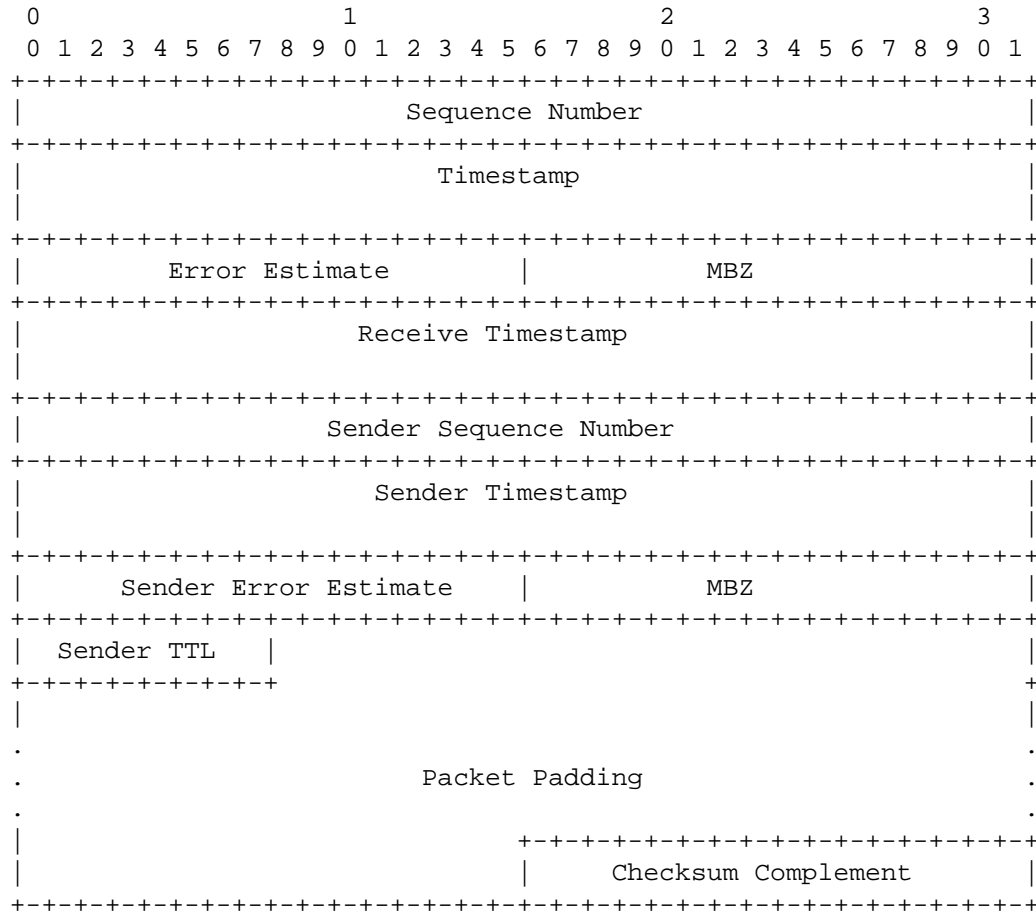 0                   1                   2                   3
0 1 2 3 4 5 6 7 8 9 0 1 2 3 4 5 6 7 8 9 0 1 2 3 4 5 6 7 8 9 0 1
+-+-+-+-+-+-+-+-+-+-+-+-+-+-+-+-+-+-+-+-+-+-+-+-+-+-+-+-+-+-+-+-+
|                        Sequence Number                        |
+-+-+-+-+-+-+-+-+-+-+-+-+-+-+-+-+-+-+-+-+-+-+-+-+-+-+-+-+-+-+-+-+
|                          Timestamp                            |
|                                                               |
+-+-+-+-+-+-+-+-+-+-+-+-+-+-+-+-+-+-+-+-+-+-+-+-+-+-+-+-+-+-+-+-+
|         Error Estimate        |           MBZ                 |
+-+-+-+-+-+-+-+-+-+-+-+-+-+-+-+-+-+-+-+-+-+-+-+-+-+-+-+-+-+-+-+-+
|                     Receive Timestamp                         |
|                                                               |
+-+-+-+-+-+-+-+-+-+-+-+-+-+-+-+-+-+-+-+-+-+-+-+-+-+-+-+-+-+-+-+-+
|                   Sender Sequence Number                      |
+-+-+-+-+-+-+-+-+-+-+-+-+-+-+-+-+-+-+-+-+-+-+-+-+-+-+-+-+-+-+-+-+
|                      Sender Timestamp                         |
|                                                               |
+-+-+-+-+-+-+-+-+-+-+-+-+-+-+-+-+-+-+-+-+-+-+-+-+-+-+-+-+-+-+-+-+
|      Sender Error Estimate    |           MBZ                 |
+-+-+-+-+-+-+-+-+-+-+-+-+-+-+-+-+-+-+-+-+-+-+-+-+-+-+-+-+-+-+-+-+
|  Sender TTL   |                                               |
+-+-+-+-+-+-+-+-+                                               +
|                                                               |
.                                                               .
.                         Packet Padding                        .
.                                                               .
|                               +-+-+-+-+-+-+-+-+-+-+-+-+-+-+-+-+
|                               |     Checksum Complement       |
+-+-+-+-+-+-+-+-+-+-+-+-+-+-+-+-+-+-+-+-+-+-+-+-+-+-+-+-+-+-+-+-+